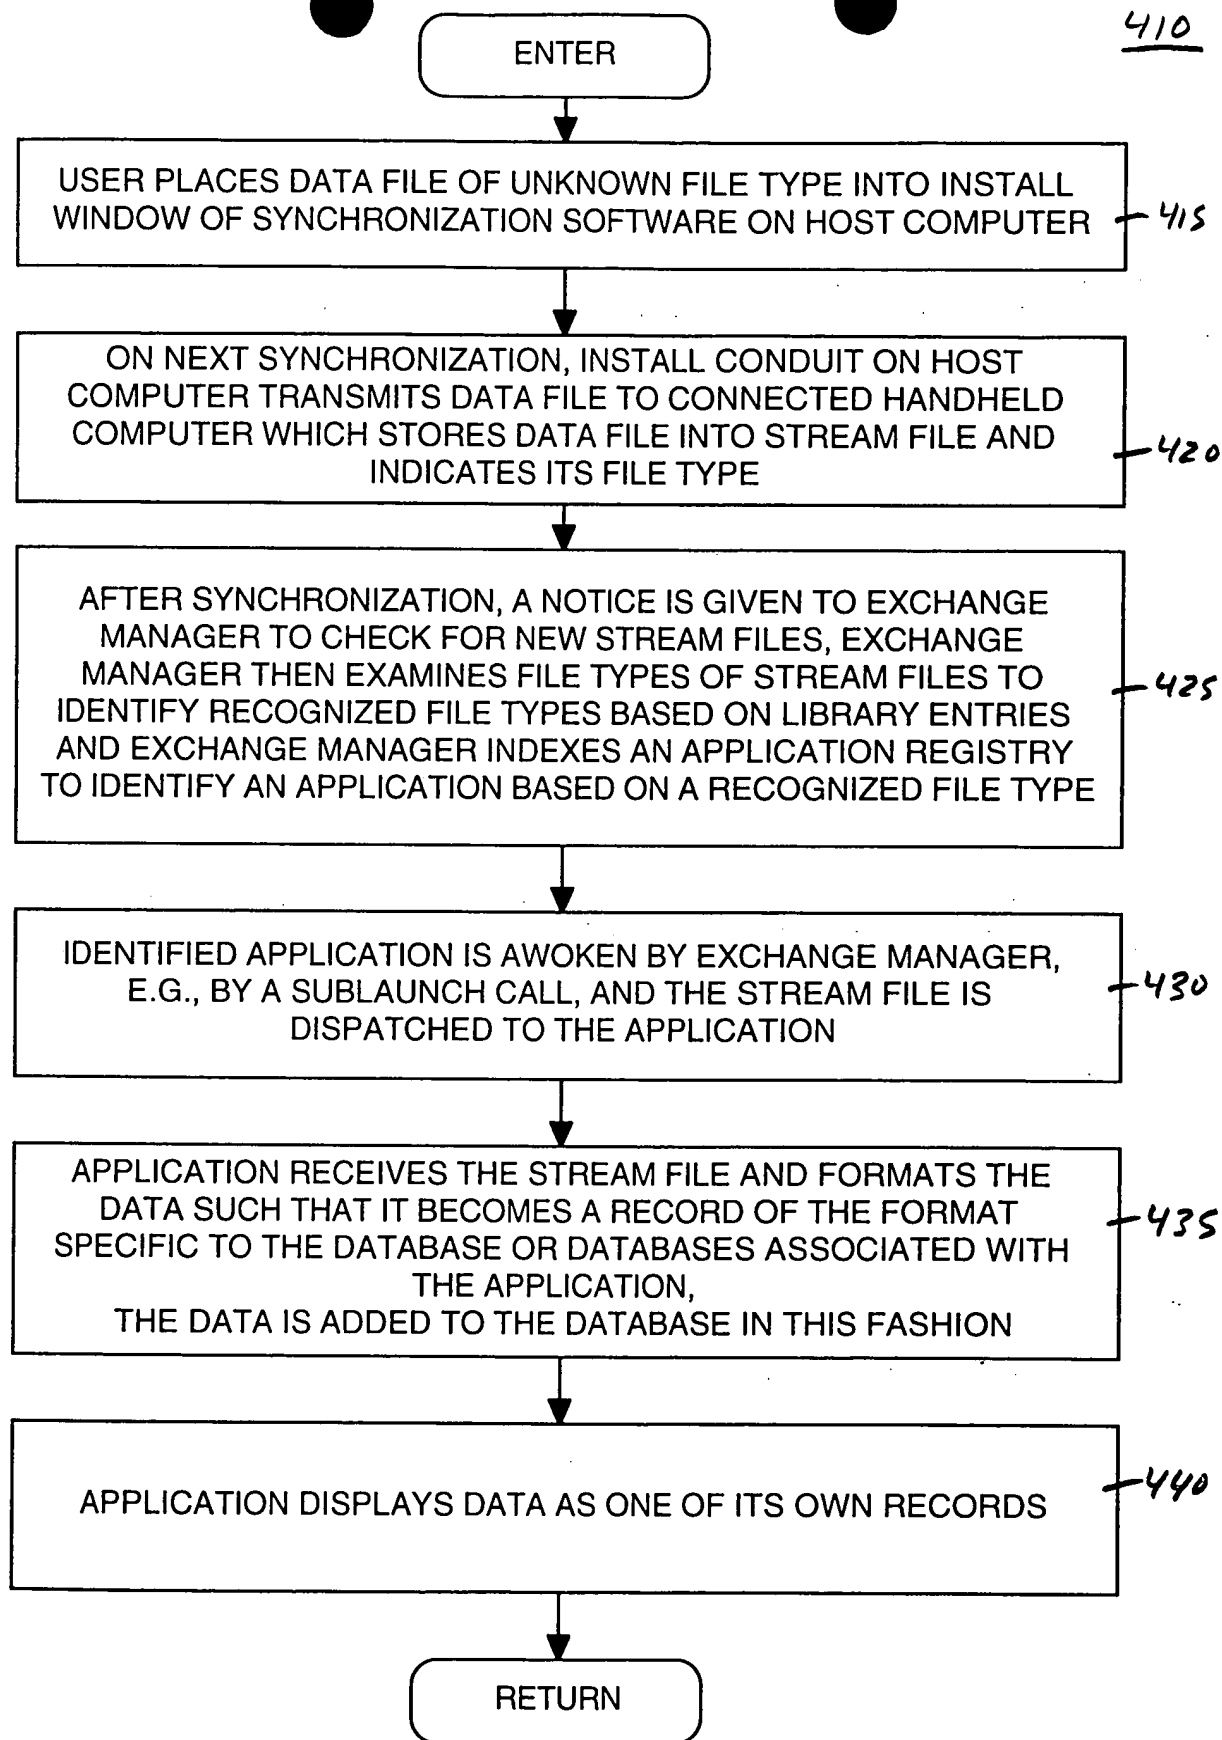 410
ENTER
USER PLACES DATA FILE OF UNKNOWN FILE TYPE INTO INSTALL
WINDOW OF SYNCHRONIZATION SOFTWARE ON HOST COMPUTER
415
ON NEXT SYNCHRONIZATION, INSTALL CONDUIT ON HOST
COMPUTER TRANSMITS DATA FILE TO CONNECTED HANDHELD
COMPUTER WHICH STORES DATA FILE INTO STREAM FILE AND
INDICATES ITS FILE TYPE
420
AFTER SYNCHRONIZATION, A NOTICE IS GIVEN TO EXCHANGE
MANAGER TO CHECK FOR NEW STREAM FILES, EXCHANGE
MANAGER THEN EXAMINES FILE TYPES OF STREAM FILES TO
IDENTIFY RECOGNIZED FILE TYPES BASED ON LIBRARY ENTRIES
AND EXCHANGE MANAGER INDEXES AN APPLICATION REGISTRY
TO IDENTIFY AN APPLICATION BASED ON A RECOGNIZED FILE TYPE
425
IDENTIFIED APPLICATION IS AWOKEN BY EXCHANGE MANAGER,
E.G., BY A SUBLAUNCH CALL, AND THE STREAM FILE IS
DISPATCHED TO THE APPLICATION
430
APPLICATION RECEIVES THE STREAM FILE AND FORMATS THE
DATA SUCH THAT IT BECOMES A RECORD OF THE FORMAT
SPECIFIC TO THE DATABASE OR DATABASES ASSOCIATED WITH
THE APPLICATION,
THE DATA IS ADDED TO THE DATABASE IN THIS FASHION
435
APPLICATION DISPLAYS DATA AS ONE OF ITS OWN RECORDS
440
RETURN